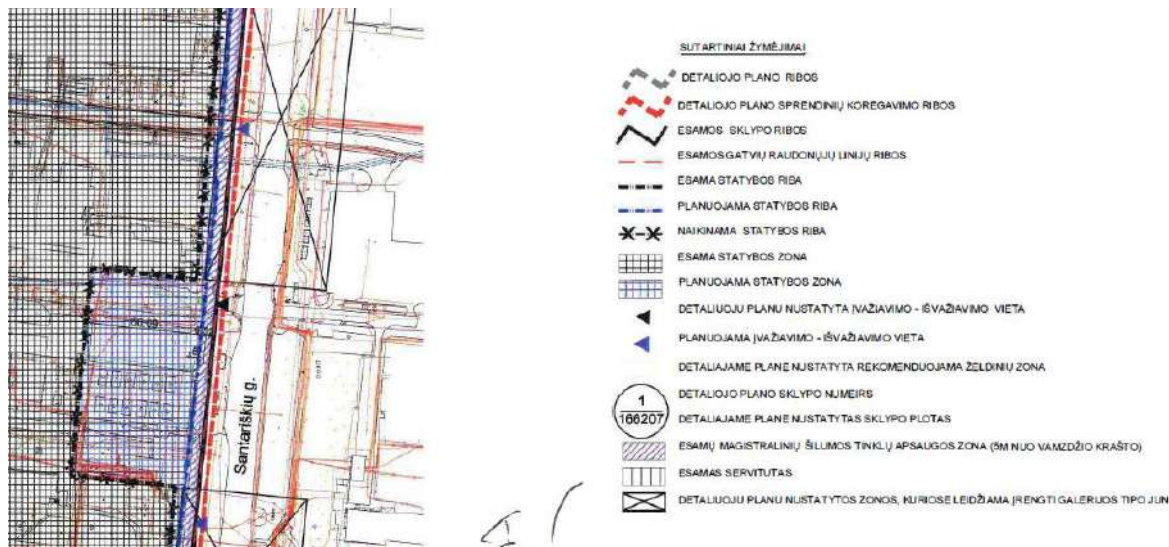 Santariškių g.
SUTARTINIAI ŽYMĖJIMAI
DETALIOJO PLANO RIBOS
DETALIOJO PLANO SPRENDINIŲ KOREGAVIMO RIBOS
ESAMOS SKLYPO RIBOS
ESAMOS GATVIŲ RAUDONŲJŲ LINIJŲ RIBOS
ESAMA STATYBOS RIBA
PLANUOJAMA STATYBOS RIBA
NAIKINAMA STATYBOS RIBA
ESAMA STATYBOS ZONA
PLANUOJAMA STATYBOS ZONA
DETALIUOJU PLANU NUSTATYTA ĮVAŽIAVIMO - IŠVAŽIAVIMO VIETA
PLANUOJAMA ĮVAŽIAVIMO - IŠVAŽIAVIMO VIETA
DETALIAJAME PLANE NUSTATYTA REKOMENDUOJAMA ŽELDINIŲ ZONA
1
DETALIOJO PLANO SKLYPO NUMEIRS
166207
DETALIAJAME PLANE NUSTATYTAS SKLYPO PLOTAS
ESAMŲ MAGISTRALINIŲ ŠILUMOS TINKLŲ APSAUGOS ZONA (5M NUO VAMZDŽIO KRAŠTO)
ESAMAS SERVITUTAS
DETALIUOJU PLANU NUSTATYTOS ZONOS, KURIOSE LEIDŽIAMA ĮRENGTI GALERIJOS TIPO JUN